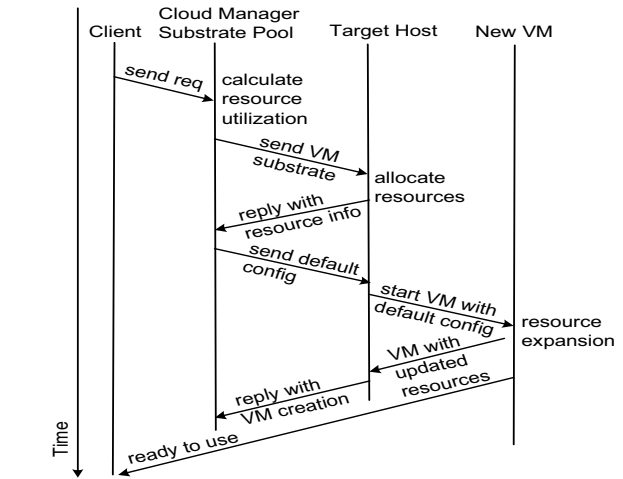 Cloud Manager
Client Substrate Pool Target Host New VM
send req
calculate
resource
utilization
send VM
substrate
allocate
resources
reply with
resource info
send default
config
start VM with
default config
resource
expansion
VM with
updated
resources
reply with
VM creation
ready to use
Time